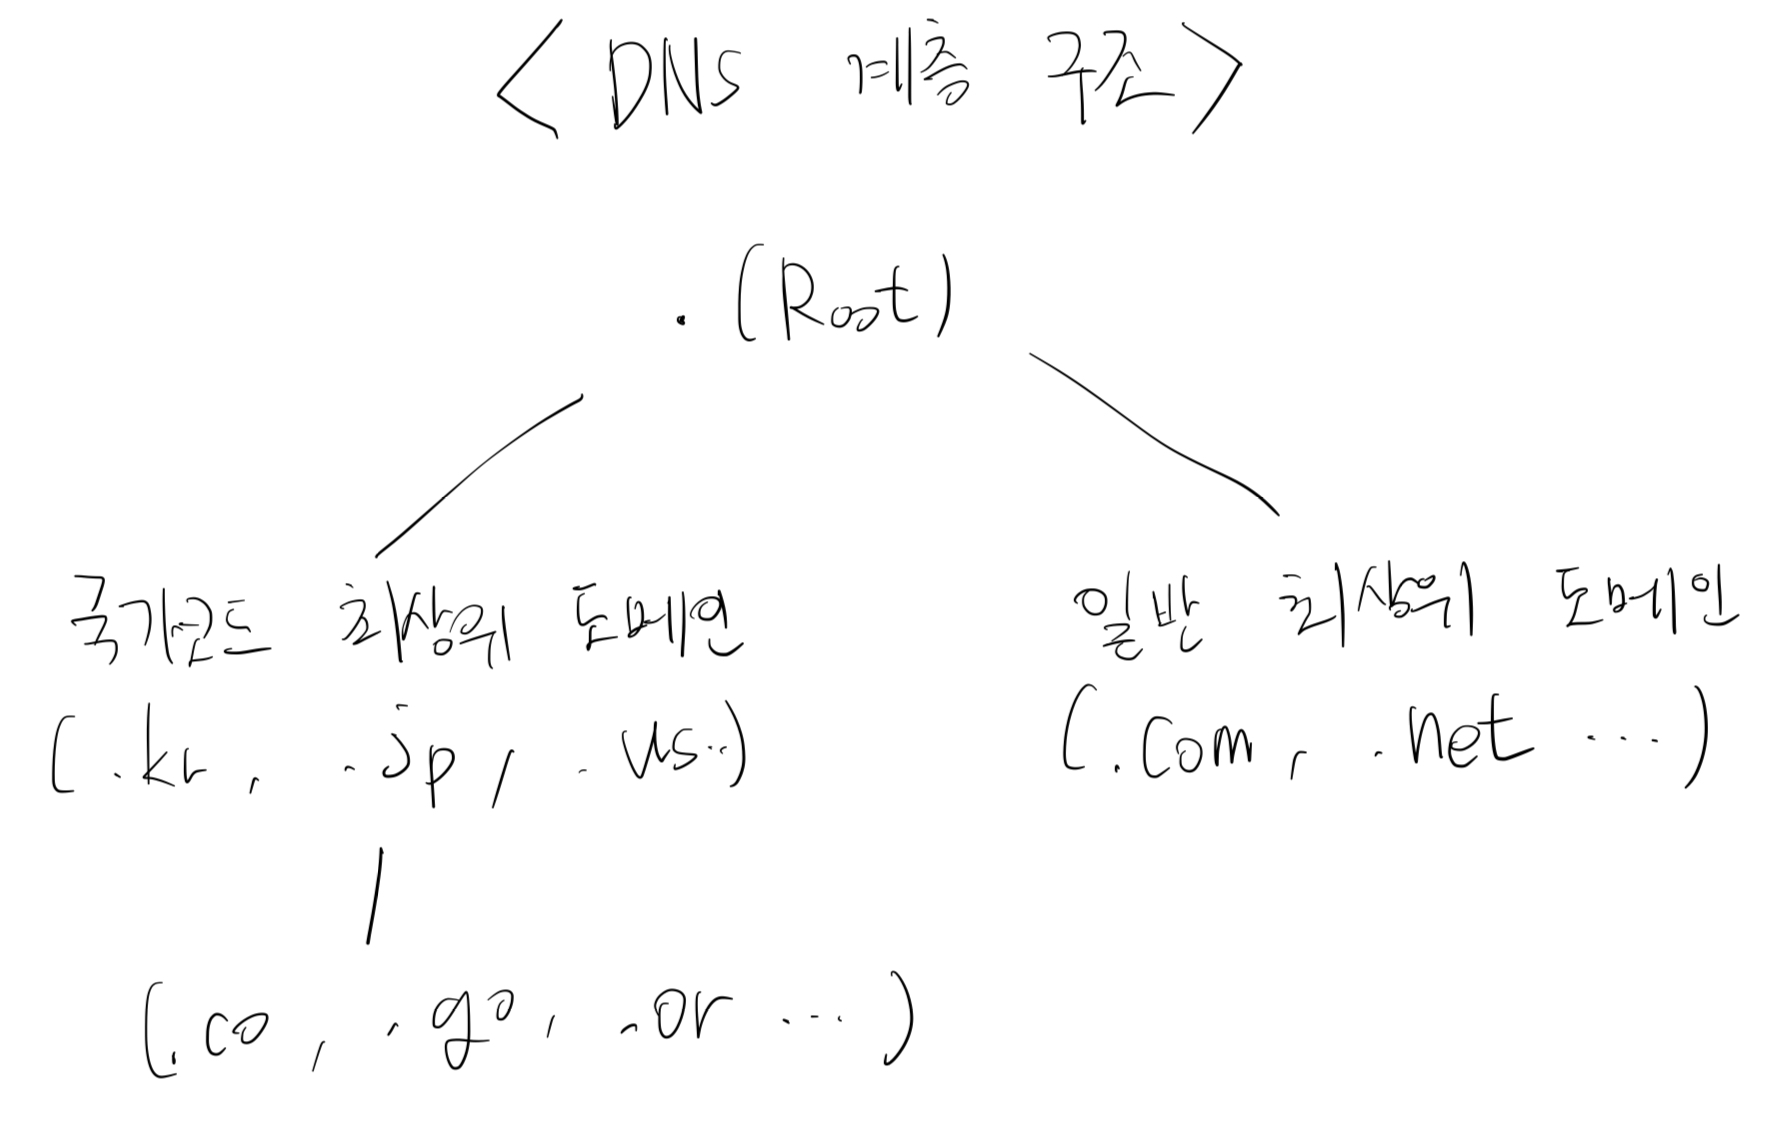 <DNS 계층 구조>
. (Root)
국가코드 최상위 도메인
(.kr, .jp, .us..)
일반 최상위 도메인
(.com, .net ...)
(.co, .go, .or ...)